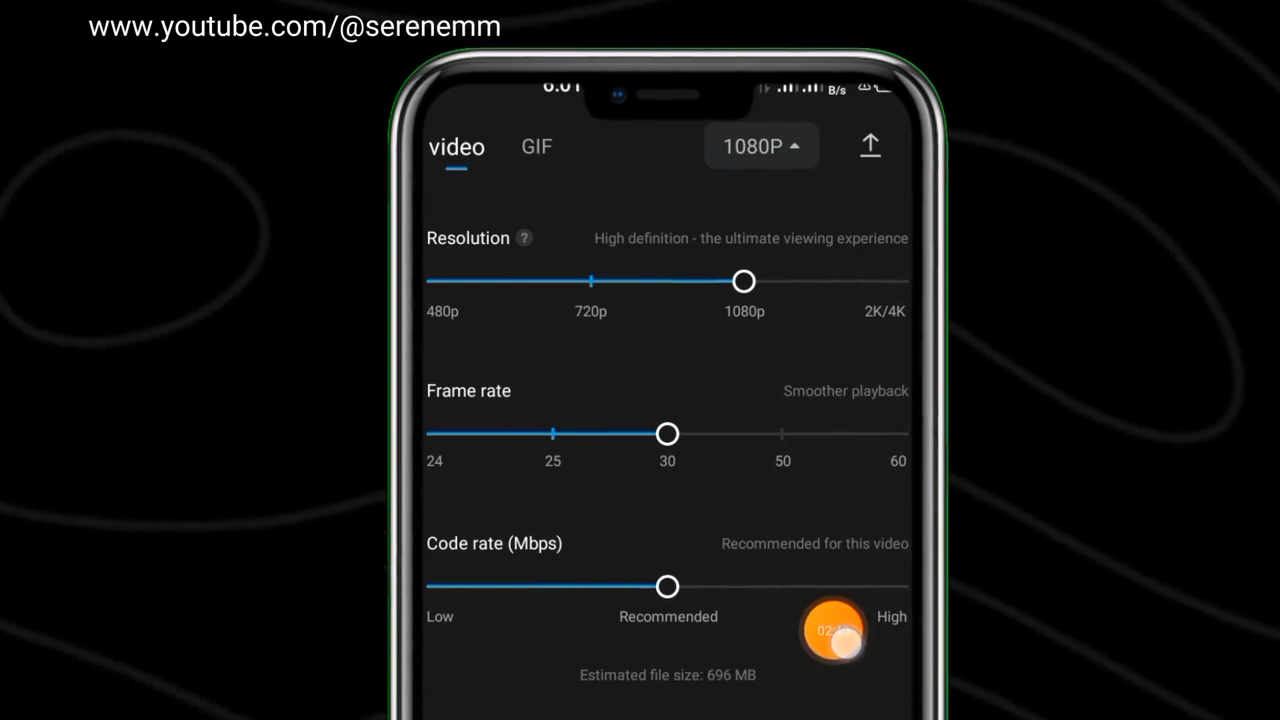 www.youtube.com/@serenemm
6:01
B/s
video GIF 1080P
Resolution ? High definition - the ultimate viewing experience
480p 720p 1080p 2K/4K
Frame rate Smoother playback
24 25 30 50 60
Code rate (Mbps) Recommended for this video
Low Recommended High
Estimated file size: 696 MB